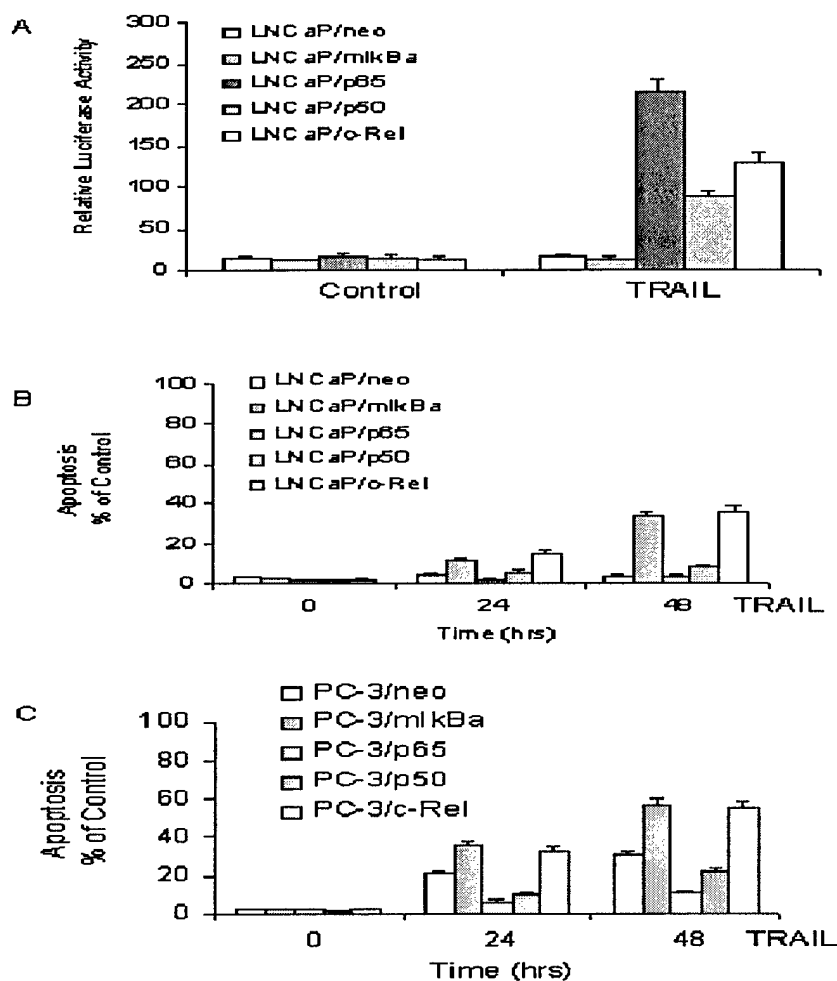 A
Relative Luciferase Activity
300
250
200
150
100
50
0
LNCaP/neo
LNCaP/mIkBa
LNCaP/p65
LNCaP/p50
LNCaP/c-Rel
Control
TRAIL
B
Apoptosis
% of Control
100
80
60
40
20
0
LNCaP/neo
LNCaP/mIkBa
LNCaP/p65
LNCaP/p50
LNCaP/c-Rel
0
24
48
TRAIL
Time (hrs)
C
Apoptosis
% of Control
100
80
60
40
20
0
PC-3/neo
PC-3/mIkBa
PC-3/p65
PC-3/p50
PC-3/c-Rel
0
24
48
TRAIL
Time (hrs)